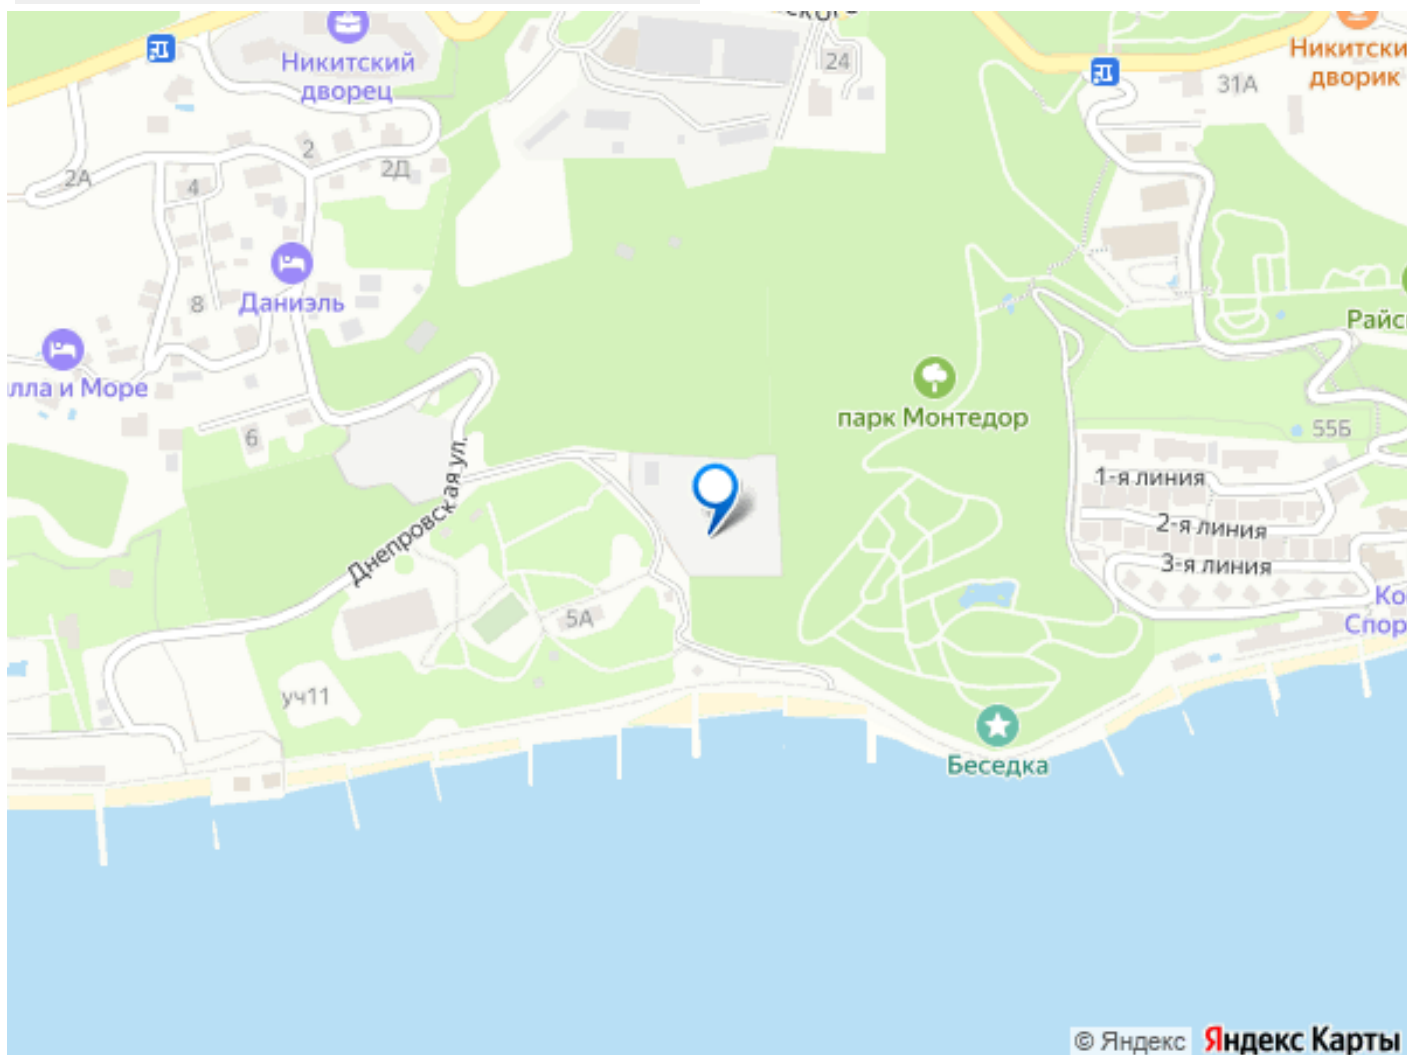 24
Никитский
дворец
Никитски
дворик
31А
2
2А
2Д
4
Даниэль
8
Райс
лла и Море
парк Монтедор
6
55Б
1-я линия
2-я линия
3-я линия
Днепровская ул.
5А
Ко
Спор
уч11
Беседка
© Яндекс Яндекс Карты